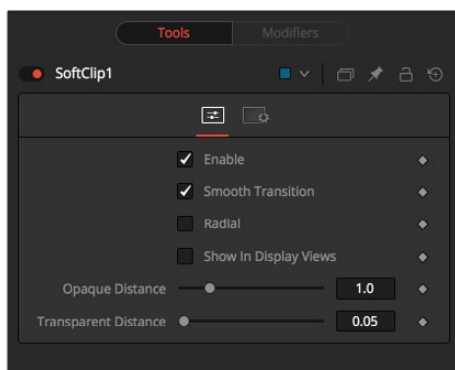 Tools Modifiers
SoftClip1
Enable
Smooth Transition
Radial
Show In Display Views
Opaque Distance 1.0
Transparent Distance 0.05